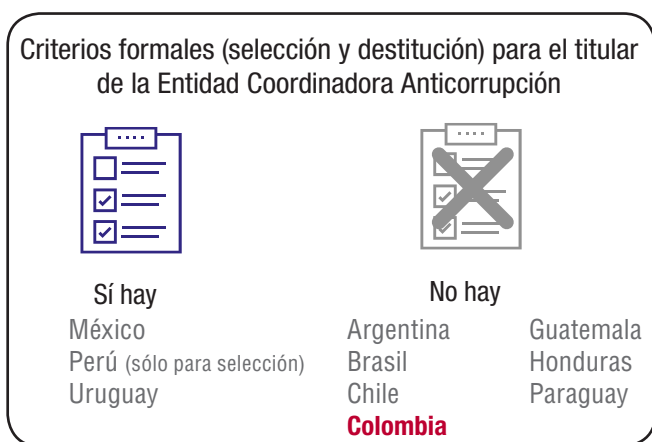 Criterios formales (selección y destitución) para el titular
de la Entidad Coordinadora Anticorrupción
Sí hay
México
Perú (sólo para selección)
Uruguay
No hay
Argentina
Brasil
Chile
Colombia
Guatemala
Honduras
Paraguay